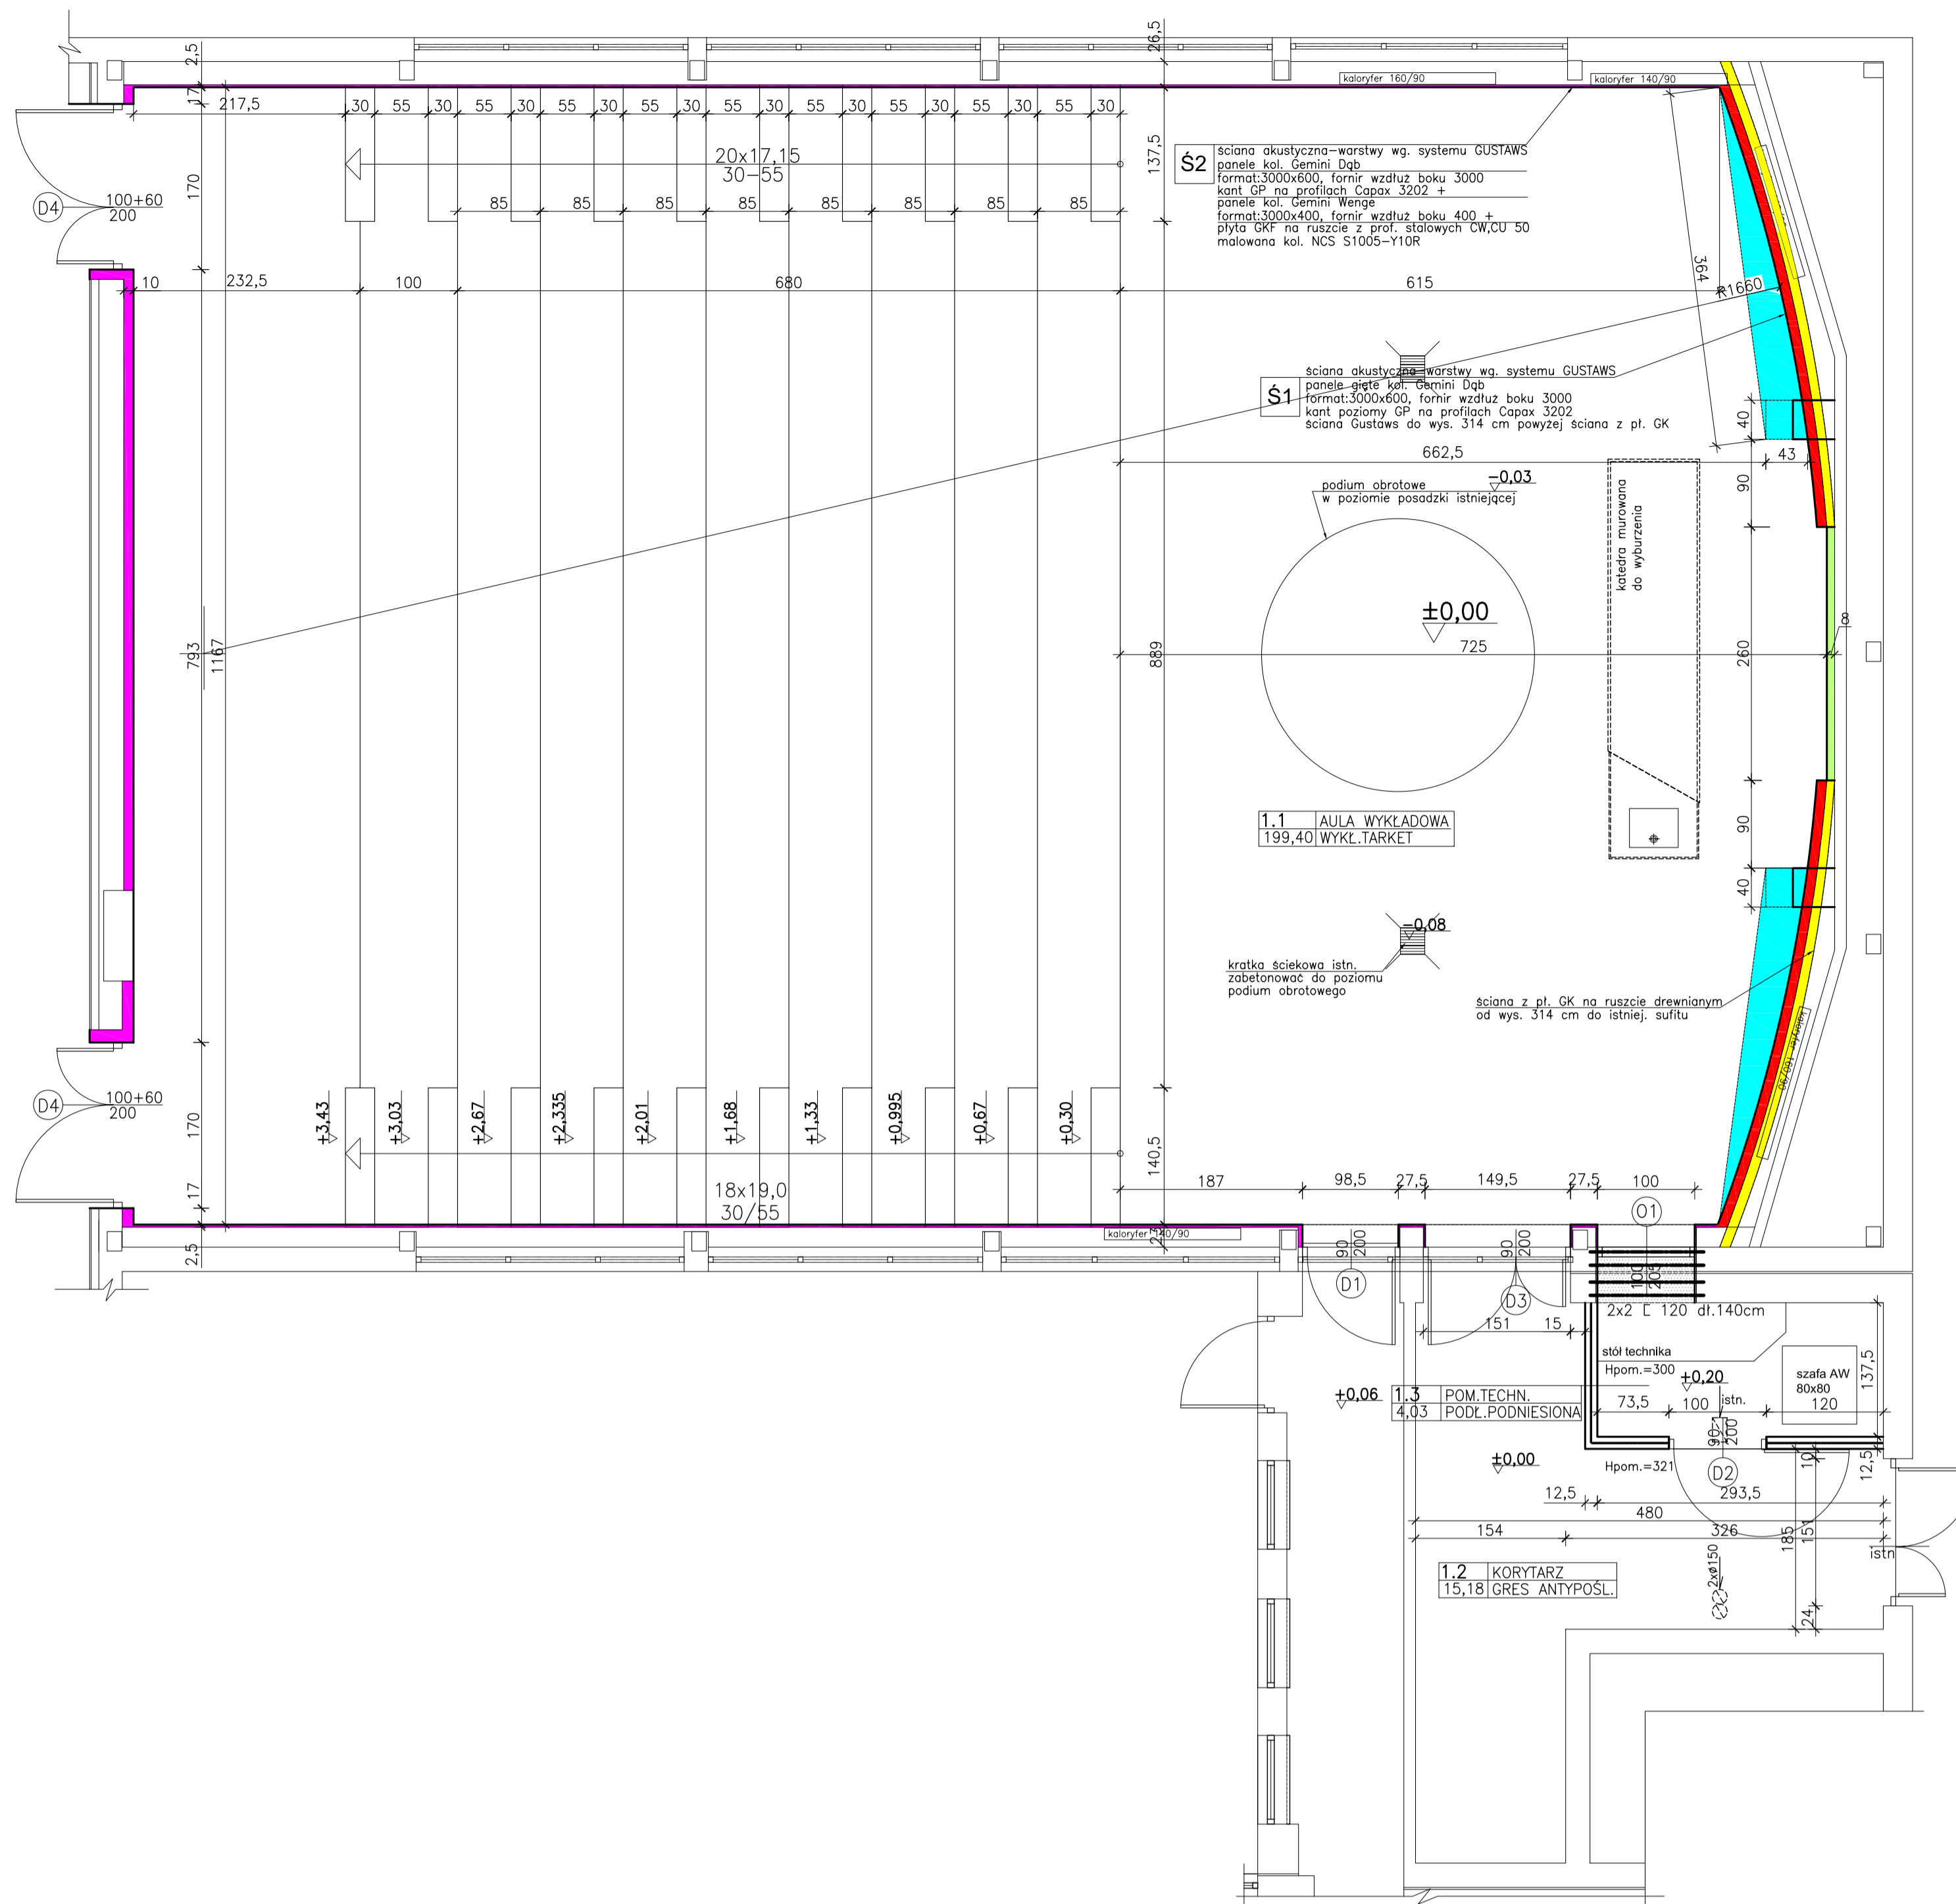 2,5
17
217,5
30 55 30 55 30 55 30 55 30 55 30 55 30 55 30 55 30 55 30
26,5
kaloryfer 160/90
kaloryfer 140/90
20x17,15
30-55
137,5
170
D4
100+60
200
85 85 85 85 85 85 85 85
Ś2
ściana akustyczna-warstwy wg. systemu GUSTAWS
panele kol. Gemini Dąb
format:3000x600, fornir wzdłuż boku 3000
kant GP na profilach Capax 3202 +
panele kol. Gemini Wenge
format:3000x400, fornir wzdłuż boku 400 +
płyta GKF na ruszcie z prof. stalowych CW,CU 50
malowana kol. NCS S1005-Y10R
10
232,5
100
680
615
364
R1660
Ś1
ściana akustyczna warstwy wg. systemu GUSTAWS
panele gięte kol. Gemini Dąb
format:3000x600, fornir wzdłuż boku 3000
kant poziomy GP na profilach Capax 3202
ściana Gustaws do wys. 314 cm powyżej ściana z pł. GK
40
662,5
43
90
podium obrotowe
w poziomie posadzki istniejącej
-0,03
katedra murowana
do wyburzenia
±0,00
725
793
1167
889
260
8
1.1 AULA WYKŁADOWA
199,40 WYKŁ.TARKET
90
40
-0,08
kratka ściekowa istn.
zabetonować do poziomu
podium obrotowego
ściana z pł. GK na ruszcie drewnianym
od wys. 314 cm do istniej. sufitu
kaloryfer 160/90
D4
100+60
200
170
17
2,5
+3,43
+3,03
+2,67
+2,335
+2,01
+1,68
+1,33
+0,995
+0,67
+0,30
140,5
18x19,0
30/55
187
98,5
27,5
149,5
27,5
100
O1
kaloryfer 140/90
23
90
200
D1
90
200
D3
100
205
2x2 [ 120 dł.140cm
151
15
stół technika
Hpom.=300
+0,20
szafa AW
80x80
137,5
+0,06
1.3 POM.TECHN.
4,03 PODŁ.PODNIESIONA
73,5
100
istn.
120
90
200
±0,00
Hpom.=321
D2
10
12,5
12,5
293,5
480
154
326
185
151
istn
2xø150
1.2 KORYTARZ
15,18 GRES ANTYPOŚL.
24